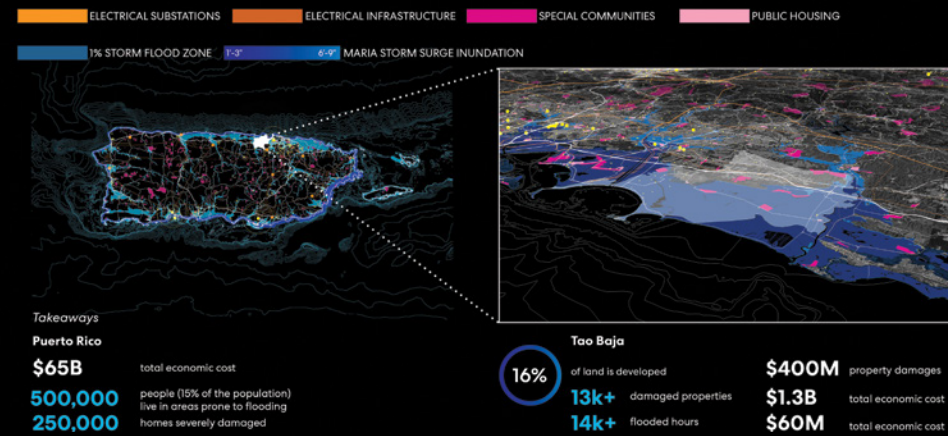 ELECTRICAL SUBSTATIONS
ELECTRICAL INFRASTRUCTURE
SPECIAL COMMUNITIES
PUBLIC HOUSING
1% STORM FLOOD ZONE
1'-3"
6'-9"
MARIA STORM SURGE INUNDATION
Takeaways
Puerto Rico
$65B total economic cost
500,000 people (15% of the population)
live in areas prone to flooding
250,000 homes severely damaged
Tao Baja
16% of land is developed
13k+ damaged properties
14k+ flooded hours
$400M property damages
$1.3B total economic cost
$60M total economic cost